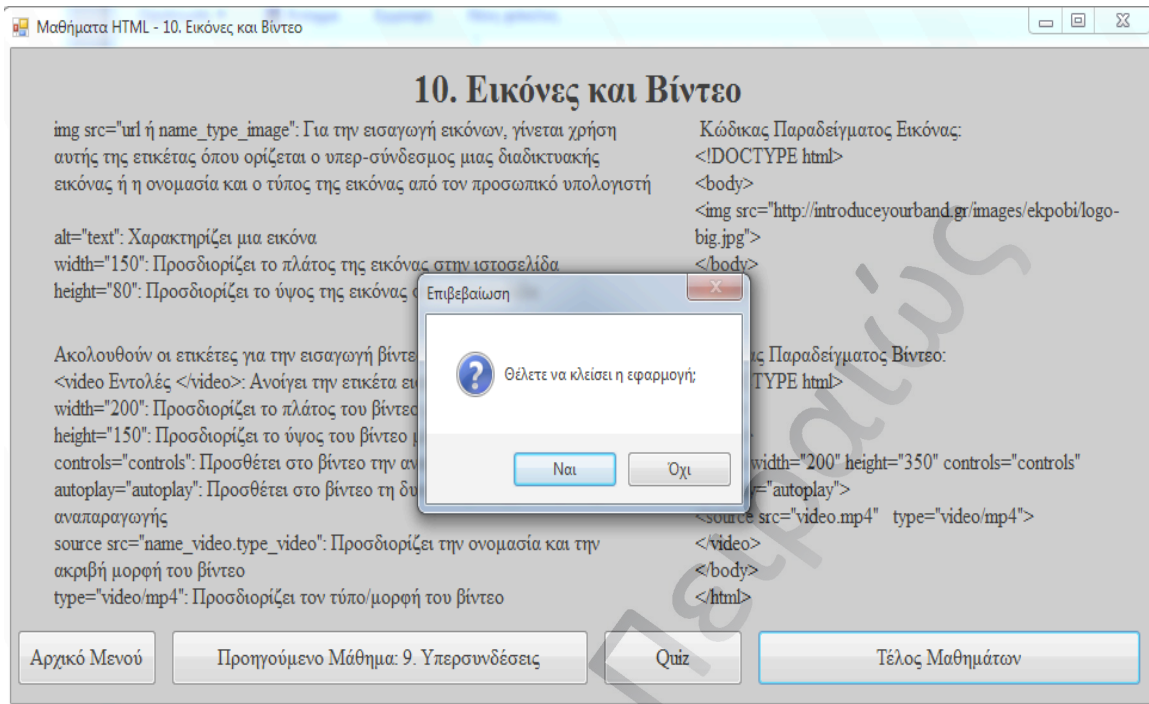 Μαθήματα HTML - 10. Εικόνες και Βίντεο
10. Εικόνες και Βίντεο
img src="url ή name_type_image": Για την εισαγωγή εικόνων, γίνεται χρήση
αυτής της ετικέτας όπου ορίζεται ο υπερ-σύνδεσμος μιας διαδικτυακής
εικόνας ή η ονομασία και ο τύπος της εικόνας από τον προσωπικό υπολογιστή
alt="text": Χαρακτηρίζει μια εικόνα
width="150": Προσδιορίζει το πλάτος της εικόνας στην ιστοσελίδα
height="80": Προσδιορίζει το ύψος της εικόνας
Ακολουθούν οι ετικέτες για την εισαγωγή
<video Εντολές </video>: Ανοίγει την ετικέτα
width="200": Προσδιορίζει το πλάτος του βίντεο
height="150": Προσδιορίζει το ύψος του βίντεο
controls="controls": Προσθέτει στο βίντεο την
autoplay="autoplay": Προσθέτει στο βίντεο τη
αναπαραγωγής
source src="name_video.type_video": Προσδιορίζει την ονομασία και την
ακριβή μορφή του βίντεο
type="video/mp4": Προσδιορίζει τον τύπο/μορφή του βίντεο
Κώδικας Παραδείγματος Εικόνας:
<!DOCTYPE html>
<body>
<img src="http://introduceyourband.gr/images/ekpobi/logo-
big.jpg">
</body>
Παραδείγματος Βίντεο:
html>
width="200" height="350" controls="controls"
="autoplay">
<source src="video.mp4" type="video/mp4">
</video>
</body>
</html>
Επιβεβαίωση
Θέλετε να κλείσει η εφαρμογή;
Ναι
Όχι
Αρχικό Μενού
Προηγούμενο Μάθημα: 9. Υπερσυνδέσεις
Quiz
Τέλος Μαθημάτων
Πειραιώς